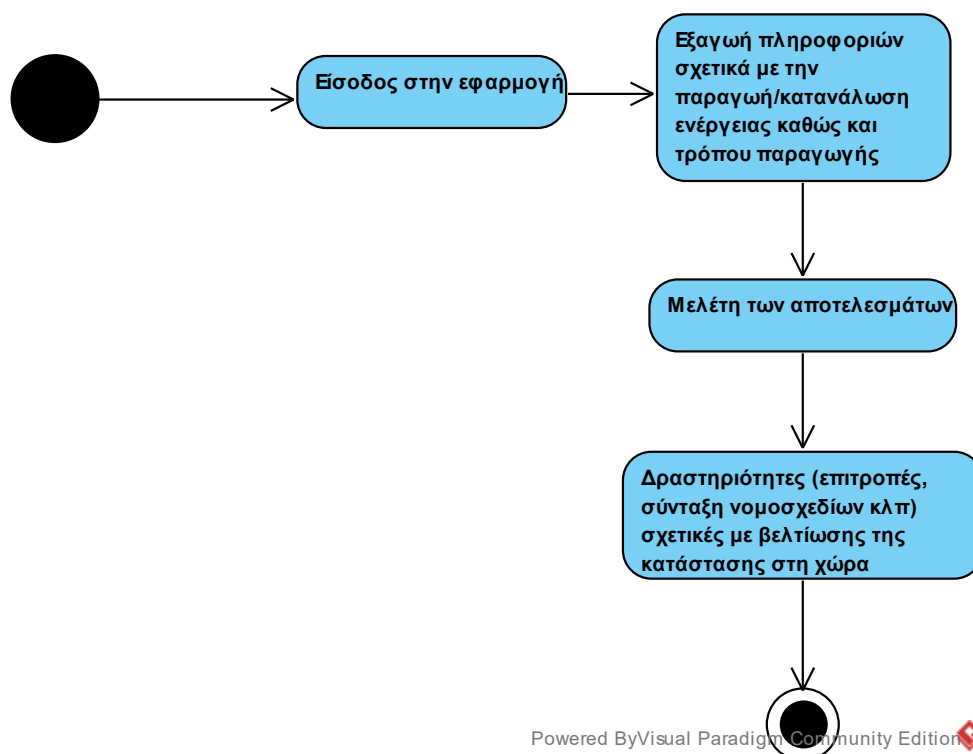 Είσοδος στην εφαρμογή
Εξαγωή πληροφοριών
σχετικά με την
παραγωή/κατανάλωση
ενέργειας καθώς και
τρόπου παραγωγής
Μελέτη των αποτελεσμάτων
Δραστηριότητες (επιτροπές,
σύνταξη νομοσχεδίων κλπ)
σχετικές με βελτίωσης της
κατάστασης στη χώρα
Powered ByVisual Paradigm Community Edition